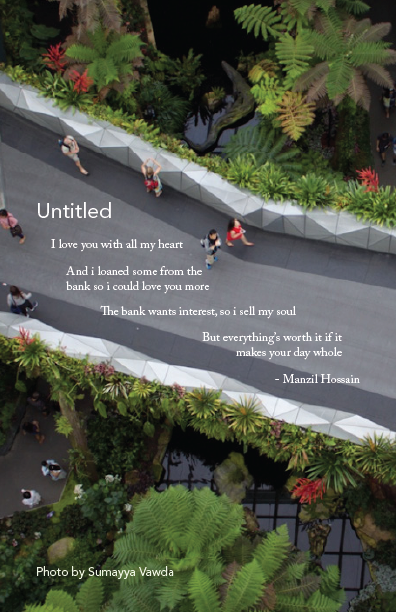 Untitled
I love you with all my heart
And i loaned some from the
bank so i could love you more
The bank wants interest, so i sell my soul
But everything's worth it if it
makes your day whole
- Manzil Hossain
Photo by Sumayya Vawda